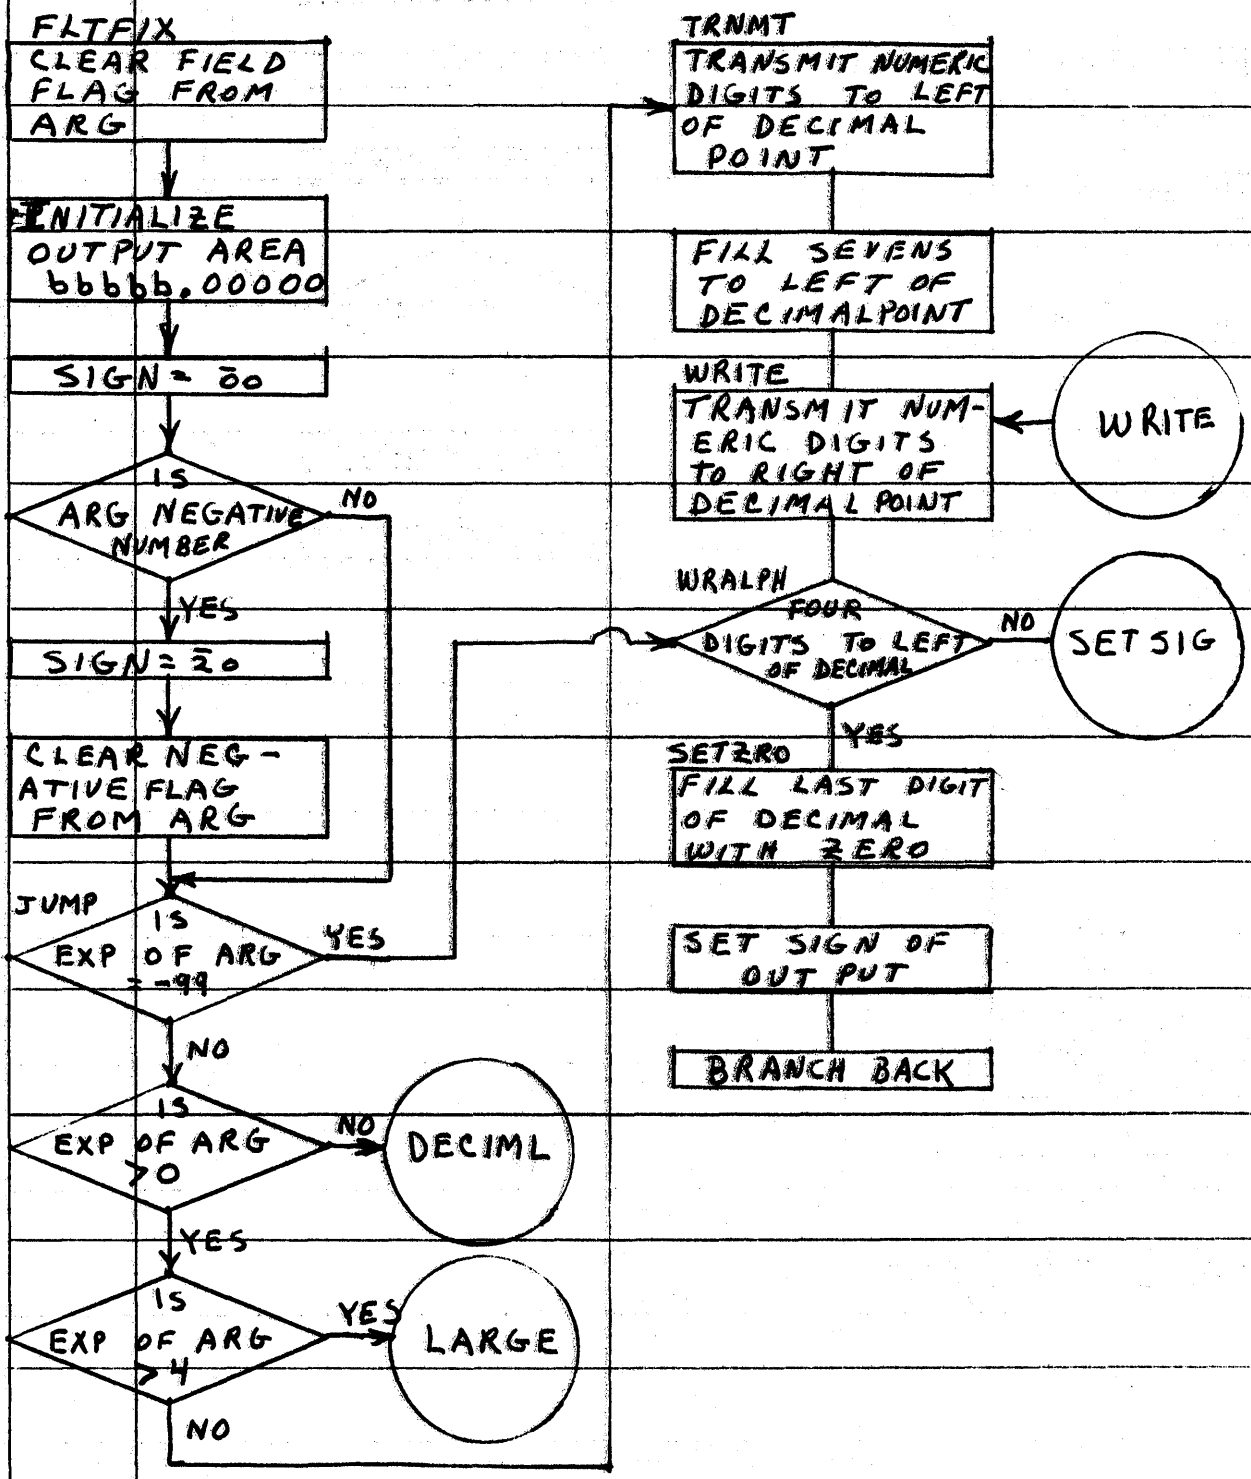 FLTFIX
CLEAR FIELD
FLAG FROM
ARG
INITIALIZE
OUTPUT AREA
bbbbb.00000
SIGN = 0̄0
IS
ARG NEGATIVE
NUMBER
NO
YES
SIGN = 2̄0
CLEAR NEG-
ATIVE FLAG
FROM ARG
JUMP
IS
EXP OF ARG
= -99
YES
NO
IS
EXP OF ARG
>0
NO
DECIML
YES
IS
EXP OF ARG
>4
YES
LARGE
NO
TRNMT
TRANSMIT NUMERIC
DIGITS TO LEFT
OF DECIMAL
POINT
FILL SEVENS
TO LEFT OF
DECIMALPOINT
WRITE
TRANSMIT NUM-
ERIC DIGITS
TO RIGHT OF
DECIMAL POINT
WRITE
WRALPH
FOUR
DIGITS TO LEFT
OF DECIMAL
NO
SETSIG
YES
SETZRO
FILL LAST DIGIT
OF DECIMAL
WITH ZERO
SET SIGN OF
OUT PUT
BRANCH BACK